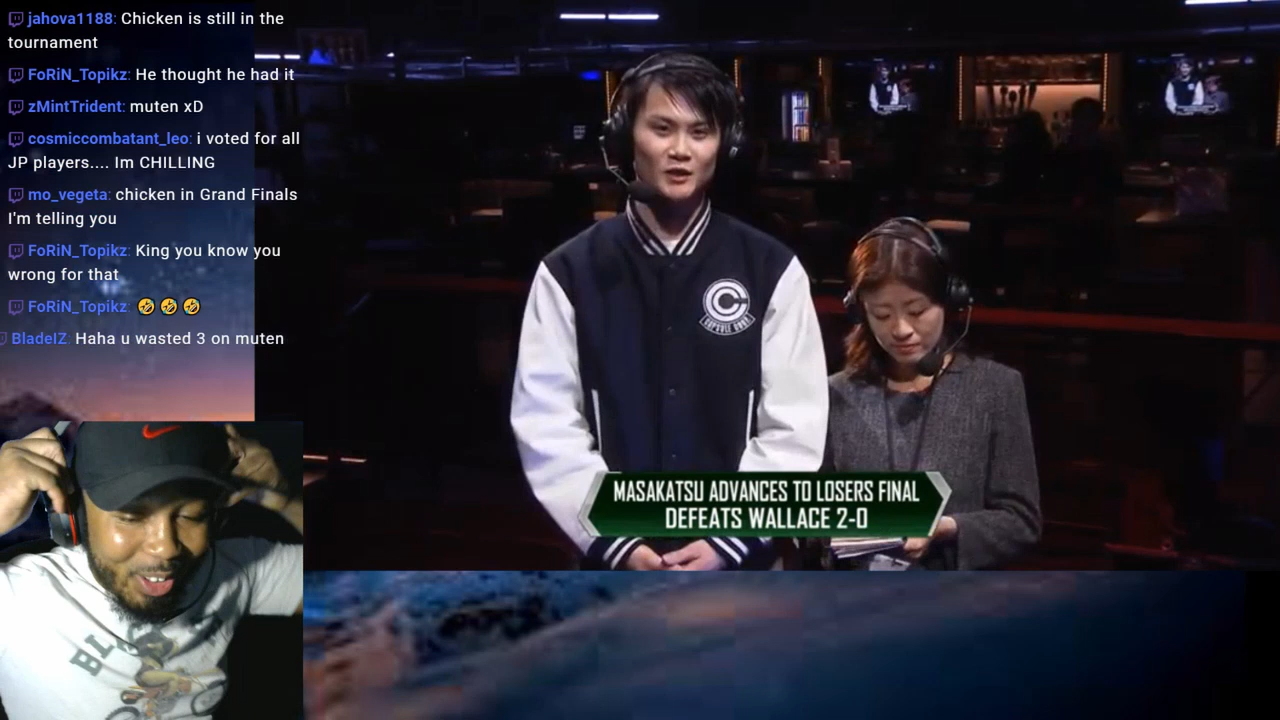 jahova1188: Chicken is still in the
tournament
FoRiN_Topikz: He thought he had it
zMintTrident: muten xD
cosmiccombatant_leo: i voted for all
JP players.... Im CHILLING
mo_vegeta: chicken in Grand Finals
I'm telling you
FoRiN_Topikz: King you know you
wrong for that
FoRiN_Topikz: 🤣 🤣 🤣
BladeIZ: Haha u wasted 3 on muten
CAPSULE CORP.
MASAKATSU ADVANCES TO LOSERS FINAL
DEFEATS WALLACE 2-0